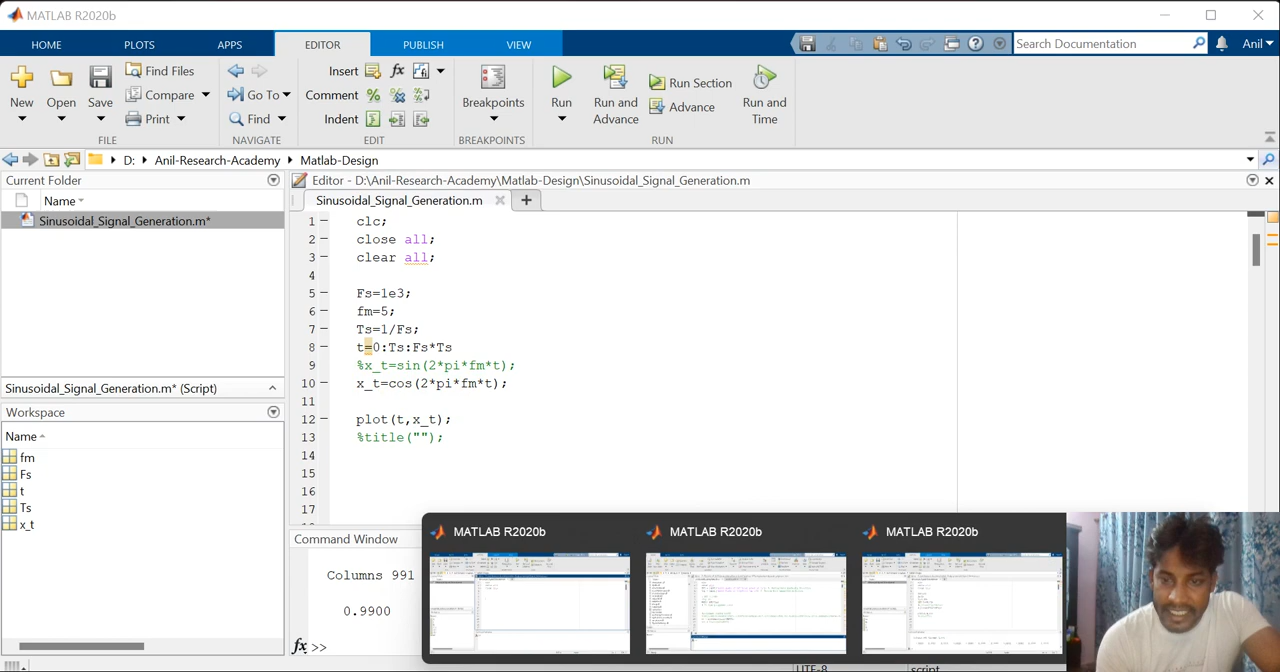 MATLAB R2020b
HOME PLOTS APPS EDITOR PUBLISH VIEW Search Documentation Anil
New Open Save Find Files Compare Print FILE
Go To Find NAVIGATE
Insert fx Comment Indent EDIT
Breakpoints BREAKPOINTS
Run Run and Advance Run Section Advance Run and Time RUN
D: Anil-Research-Academy Matlab-Design
Current Folder
Name
Sinusoidal_Signal_Generation.m*
Sinusoidal_Signal_Generation.m* (Script)
Workspace
Name
fm
Fs
t
Ts
x_t
Editor - D:\Anil-Research-Academy\Matlab-Design\Sinusoidal_Signal_Generation.m
Sinusoidal_Signal_Generation.m
1 clc;
2 close all;
3 clear all;
4
5 Fs=1e3;
6 fm=5;
7 Ts=1/Fs;
8 t=0:Ts:Fs*Ts
9 %x_t=sin(2*pi*fm*t);
10 x_t=cos(2*pi*fm*t);
11
12 plot(t,x_t);
13 %title("");
14
15
16
17
Command Window
Columns 991
0.9900
fx >>
MATLAB R2020b MATLAB R2020b MATLAB R2020b
UTF-8 script